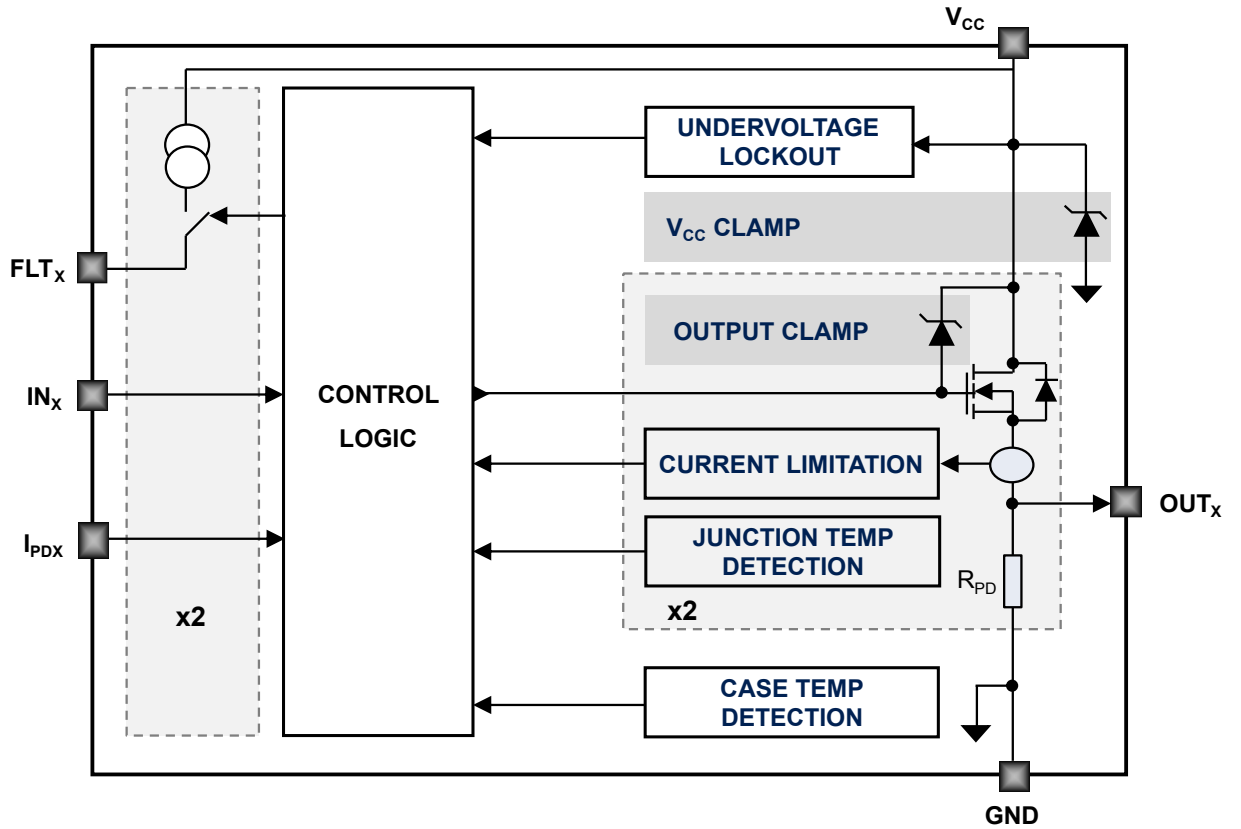 VCC
UNDERVOLTAGE
LOCKOUT
VCC CLAMP
FLTX
OUTPUT CLAMP
INX
CONTROL
LOGIC
CURRENT LIMITATION
OUTX
IPDX
JUNCTION TEMP
DETECTION
RPD
x2
x2
CASE TEMP
DETECTION
GND